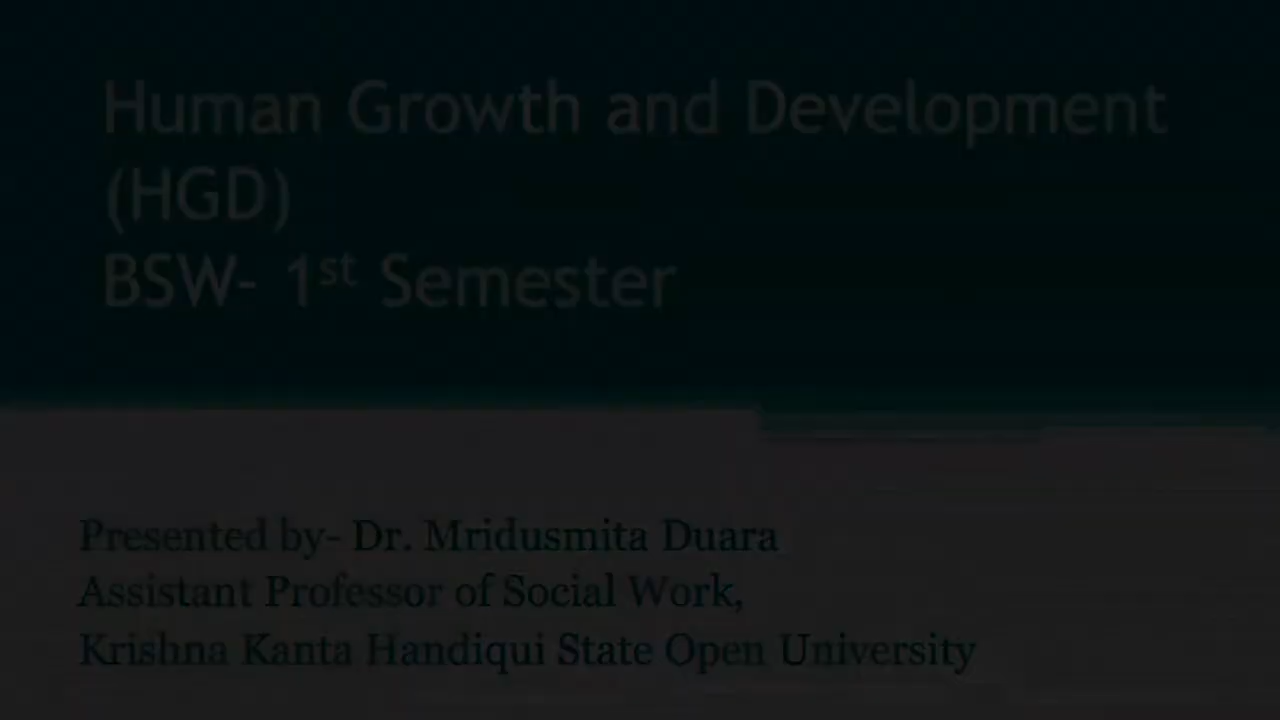 Human Growth and Development
(HGD)
BSW- 1st Semester
Presented by- Dr. Mridusmita Duara
Assistant Professor of Social Work,
Krishna Kanta Handiqui State Open University